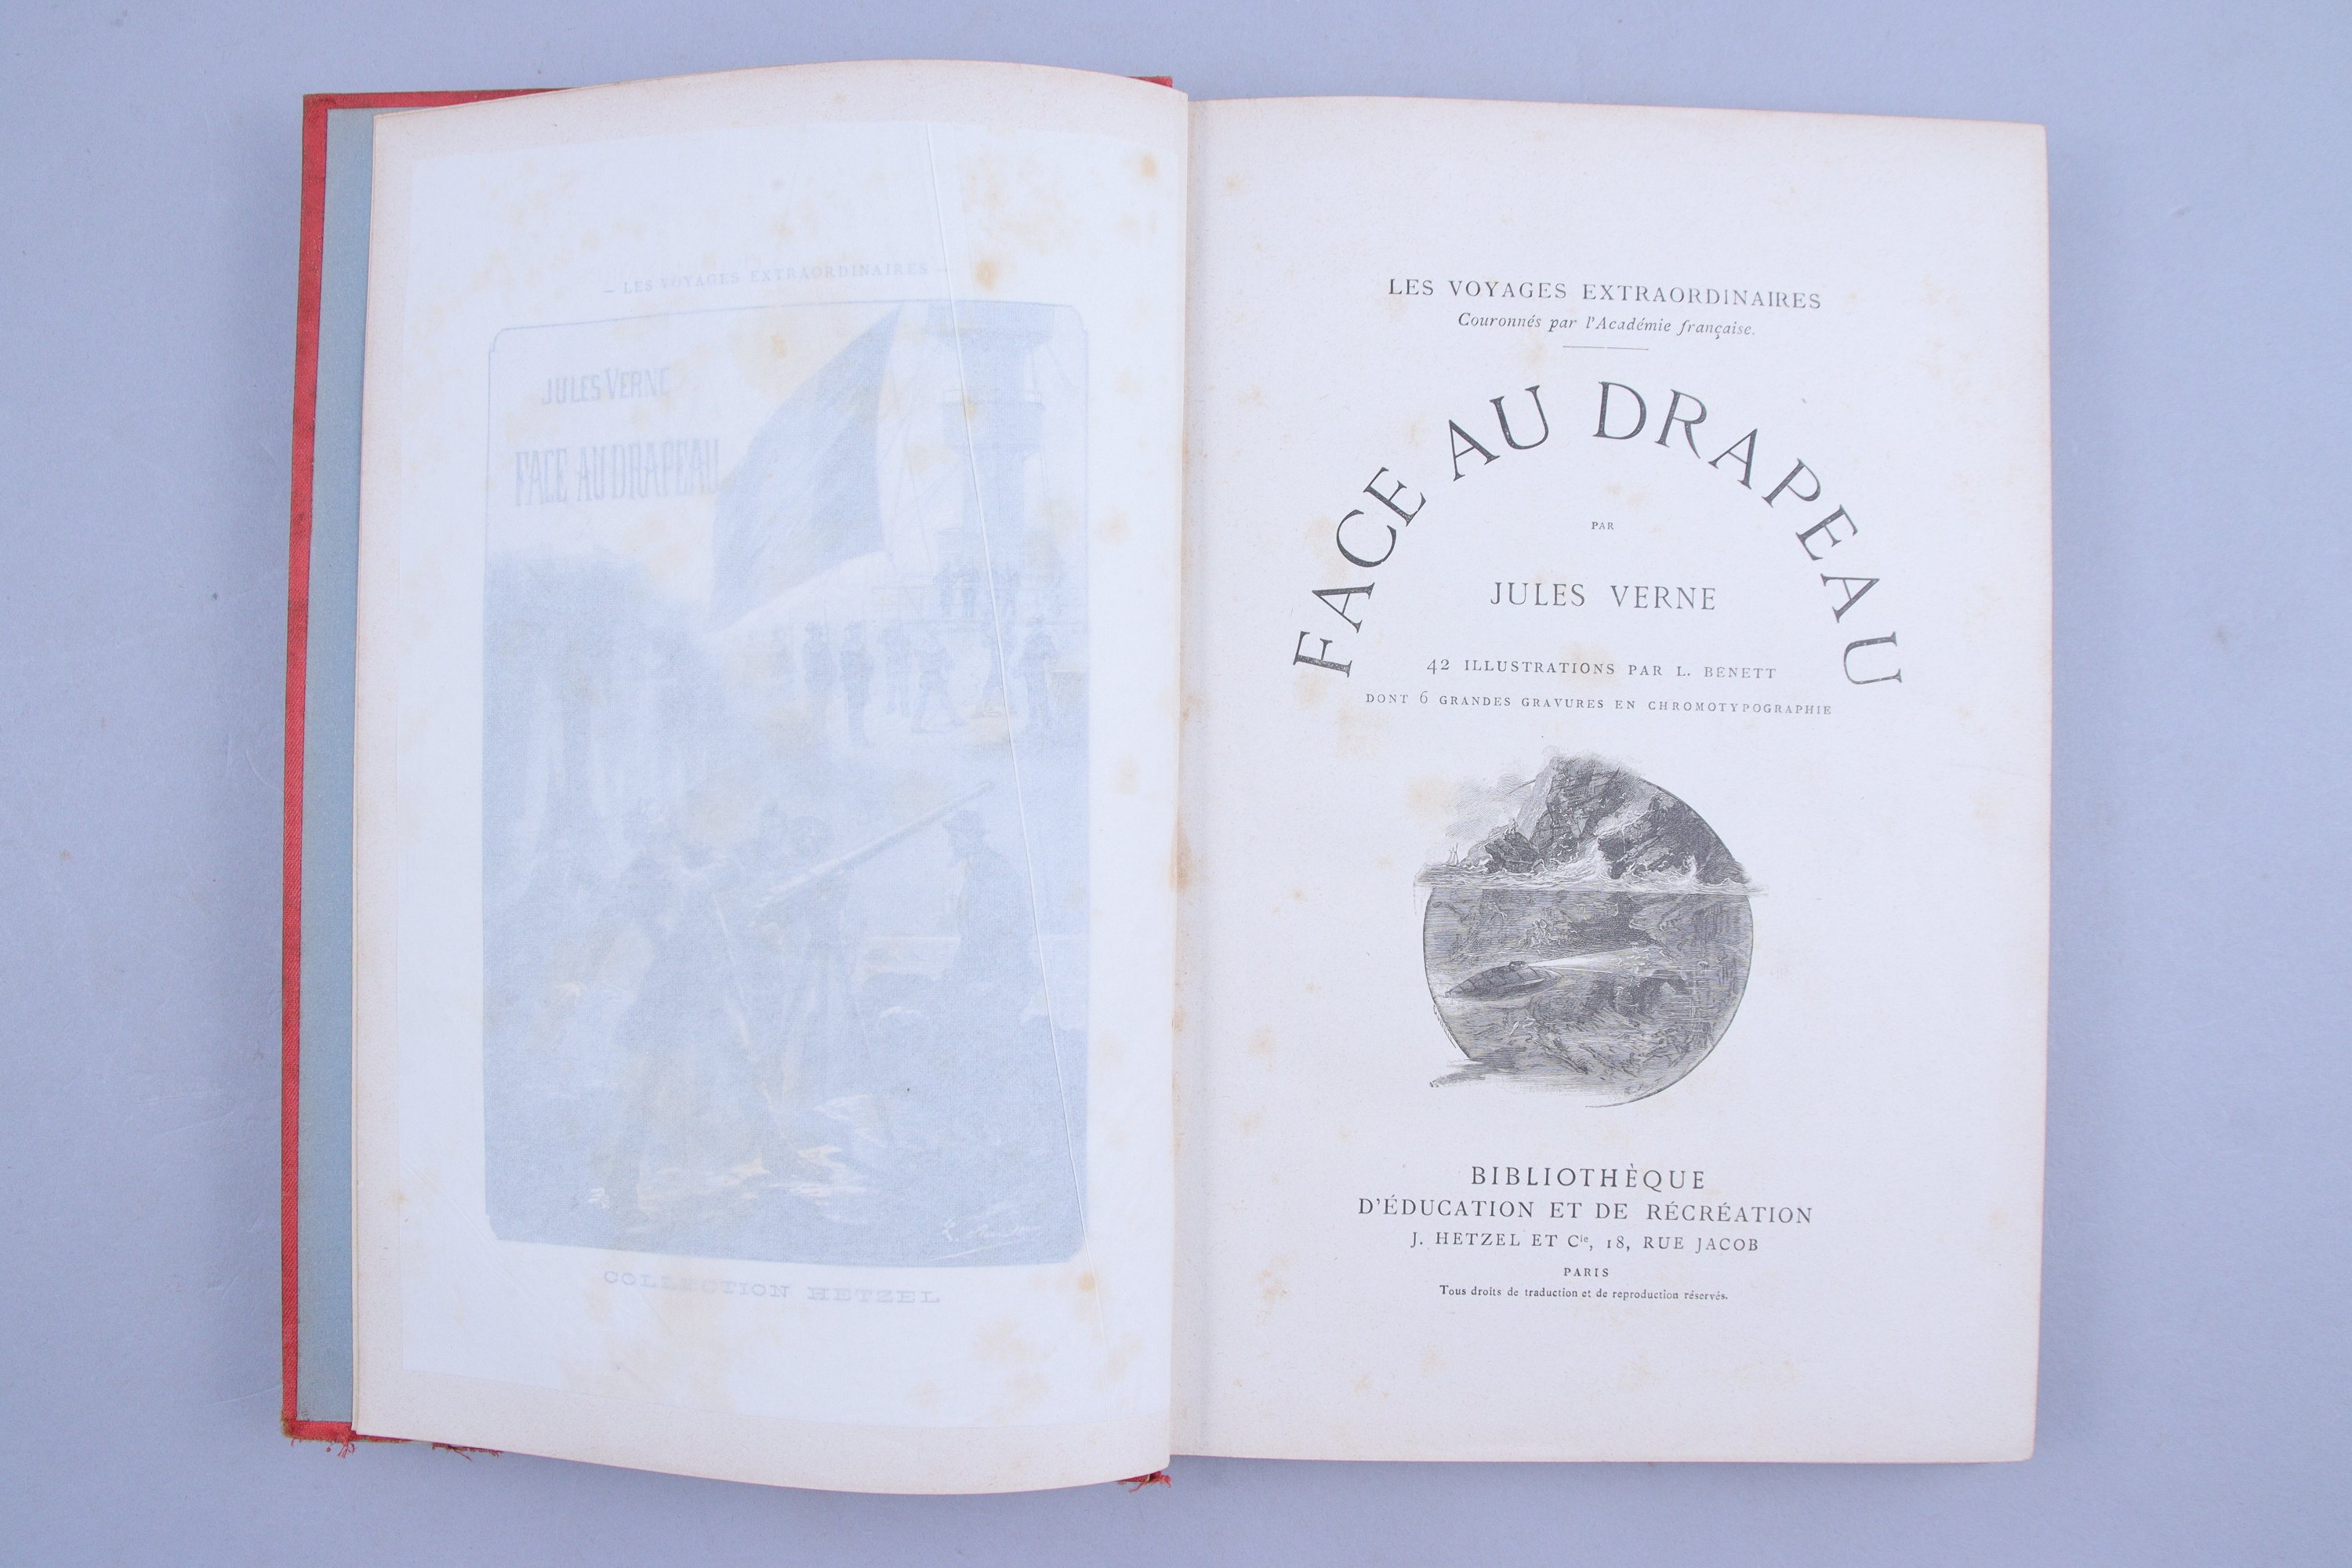 — LES VOYAGES EXTRAORDINAIRES —
JULES VERNE
FACE AU DRAPEAU
COLLECTION HETZEL
LES VOYAGES EXTRAORDINAIRES
Couronnés par l'Académie française.
FACE AU DRAPEAU
PAR
JULES VERNE
42 ILLUSTRATIONS PAR L. BENETT
DONT 6 GRANDES GRAVURES EN CHROMOTYPOGRAPHIE
BIBLIOTHÈQUE
D'ÉDUCATION ET DE RÉCRÉATION
J. HETZEL ET Cie, 18, RUE JACOB
PARIS
Tous droits de traduction et de reproduction réservés.